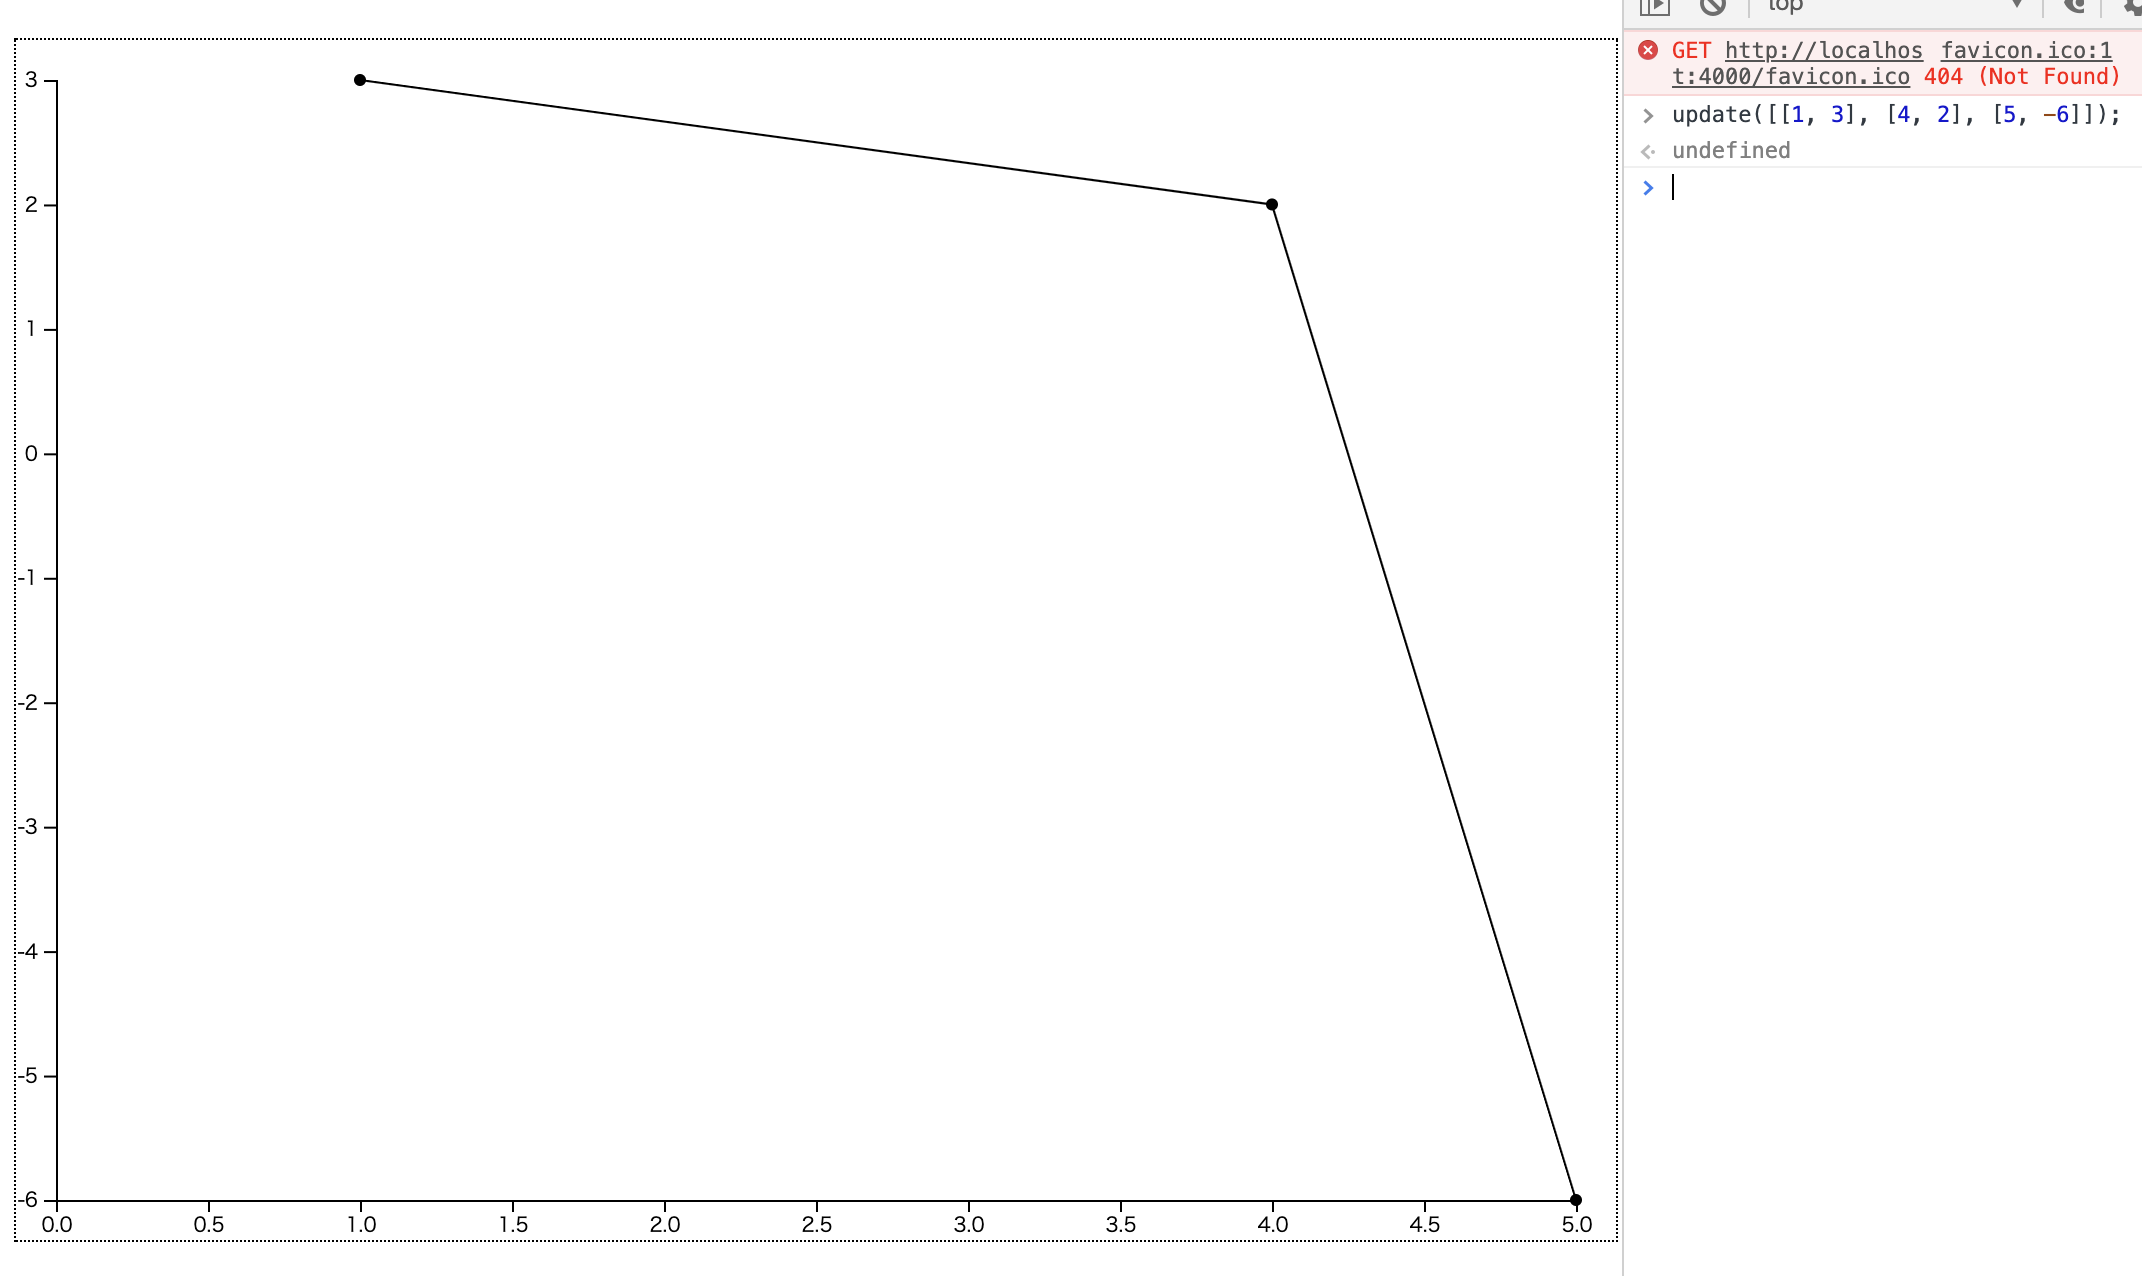 3
2
1
0
-1
-2
-3
-4
-5
-6
0.0 0.5 1.0 1.5 2.0 2.5 3.0 3.5 4.0 4.5 5.0
top
GET http://localhos favicon.ico:1
t:4000/favicon.ico 404 (Not Found)
> update([[1, 3], [4, 2], [5, -6]]);
undefined
>